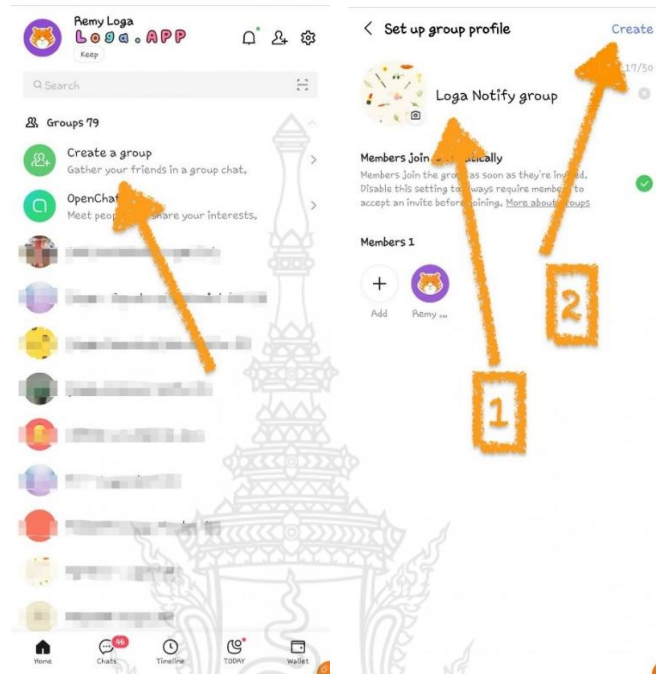 Remy Loga
Loga.APP
Keep
Search
Groups 79
Create a group
Gather your friends in a group chat.
OpenChat
Meet share your interests.
Home
Chats
46
Timeline
TODAY
Wallet
Set up group profile
Create
17/50
Loga Notify group
Members join
Members join the group as soon as they're invited.
Disable this setting to always require members to
accept an invite before joining. More about groups
Members 1
Add
Remy ...
1
2